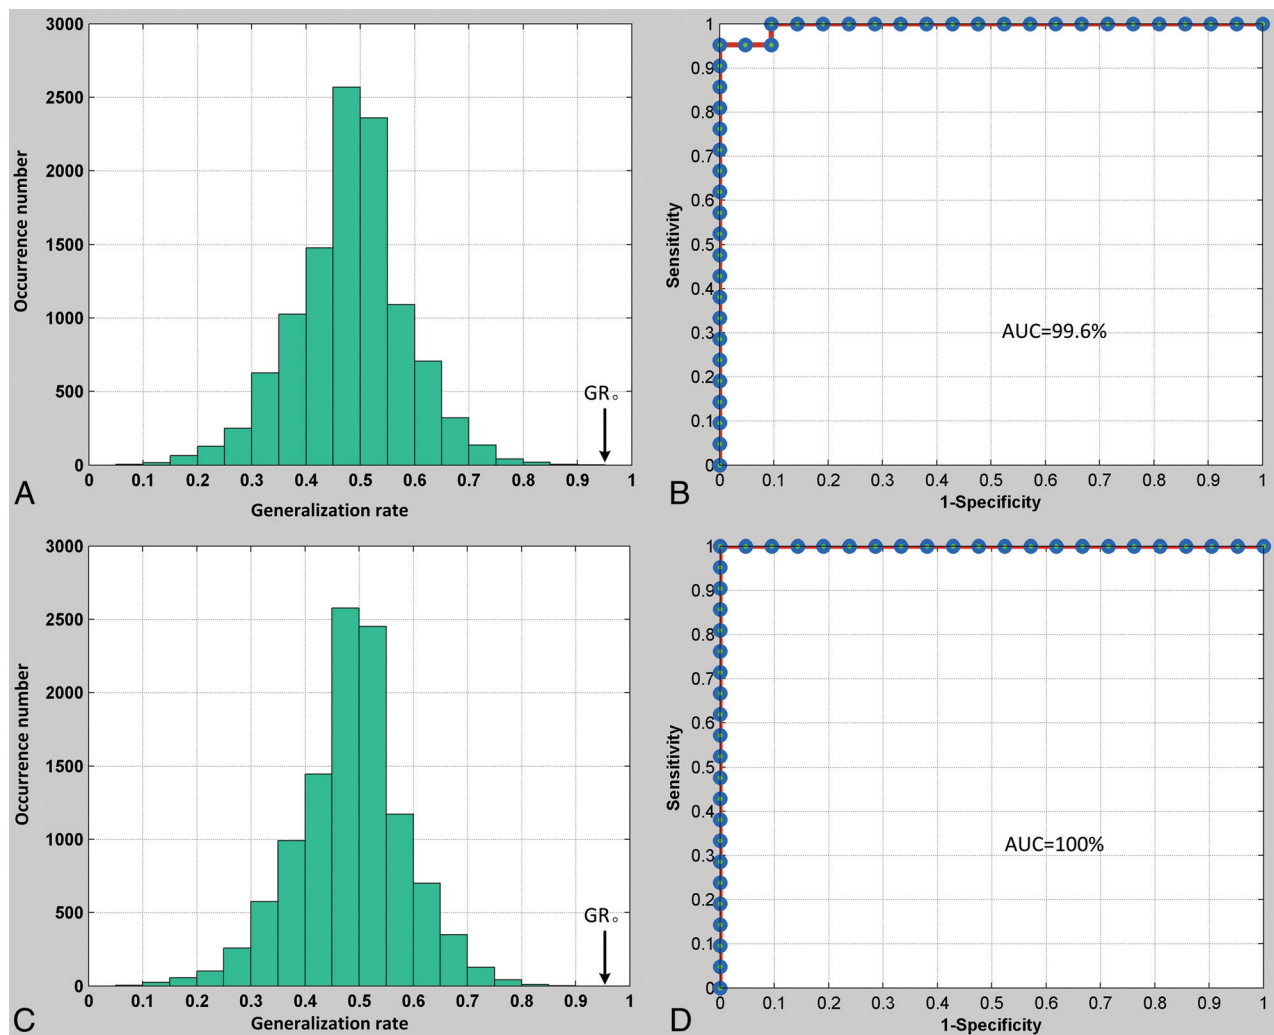 3000
2500
2000
1500
1000
500
0
Occurrence number
GR。
0 0.1 0.2 0.3 0.4 0.5 0.6 0.7 0.8 0.9 1
Generalization rate
A
1
0.9
0.8
0.7
0.6
0.5
0.4
0.3
0.2
0.1
0
Sensitivity
AUC=99.6%
0 0.1 0.2 0.3 0.4 0.5 0.6 0.7 0.8 0.9 1
1-Specificity
B
3000
2500
2000
1500
1000
500
0
Occurrence number
GR。
0 0.1 0.2 0.3 0.4 0.5 0.6 0.7 0.8 0.9 1
Generalization rate
C
1
0.9
0.8
0.7
0.6
0.5
0.4
0.3
0.2
0.1
0
Sensitivity
AUC=100%
0 0.1 0.2 0.3 0.4 0.5 0.6 0.7 0.8 0.9 1
1-Specificity
D